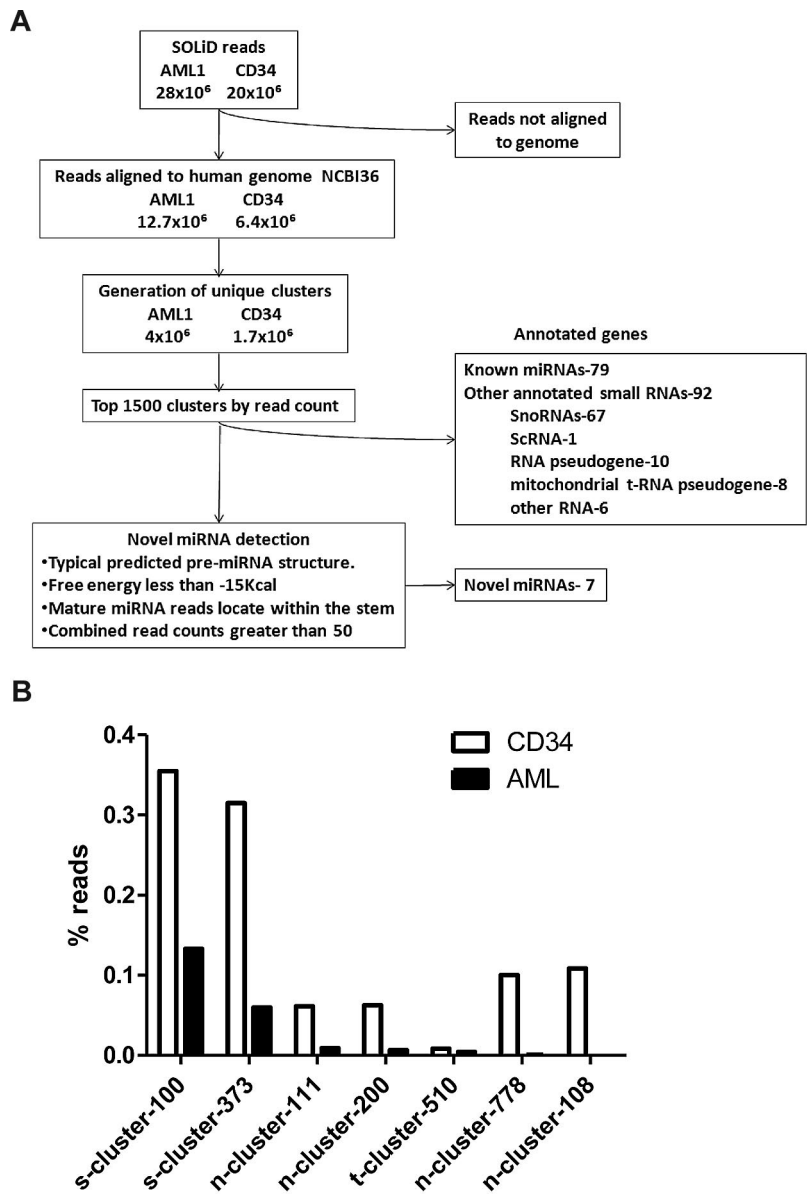 A
SOLiD reads
AML1 CD34
28x10⁶ 20x10⁶
Reads not aligned
to genome
Reads aligned to human genome NCBI36
AML1 CD34
12.7x10⁶ 6.4x10⁶
Generation of unique clusters
AML1 CD34
4x10⁶ 1.7x10⁶
Top 1500 clusters by read count
Annotated genes
Known miRNAs-79
Other annotated small RNAs-92
SnoRNAs-67
ScRNA-1
RNA pseudogene-10
mitochondrial t-RNA pseudogene-8
other RNA-6
Novel miRNA detection
•Typical predicted pre-miRNA structure.
•Free energy less than -15Kcal
•Mature miRNA reads locate within the stem
•Combined read counts greater than 50
Novel miRNAs- 7
B
CD34
AML
% reads
0.4
0.3
0.2
0.1
0.0
s-cluster-100
s-cluster-373
n-cluster-111
n-cluster-200
t-cluster-510
n-cluster-778
n-cluster-108